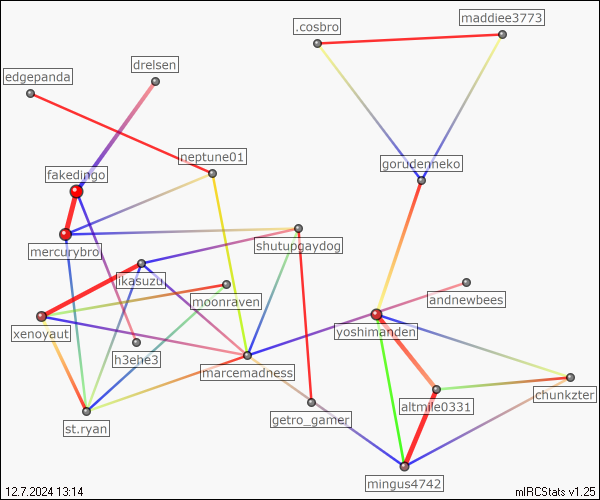 maddiee3773
.cosbro
drelsen
edgepanda
neptune01
gorudenneko
fakedingo
shutupgaydog
mercurybro
ikasuzu
moonraven
andnewbees
xenoyaut
yoshimanden
h3ehe3
marcemadness
chunkzter
altmile0331
getro_gamer
st.ryan
mingus4742
12.7.2024 13:14
mIRCStats v1.25